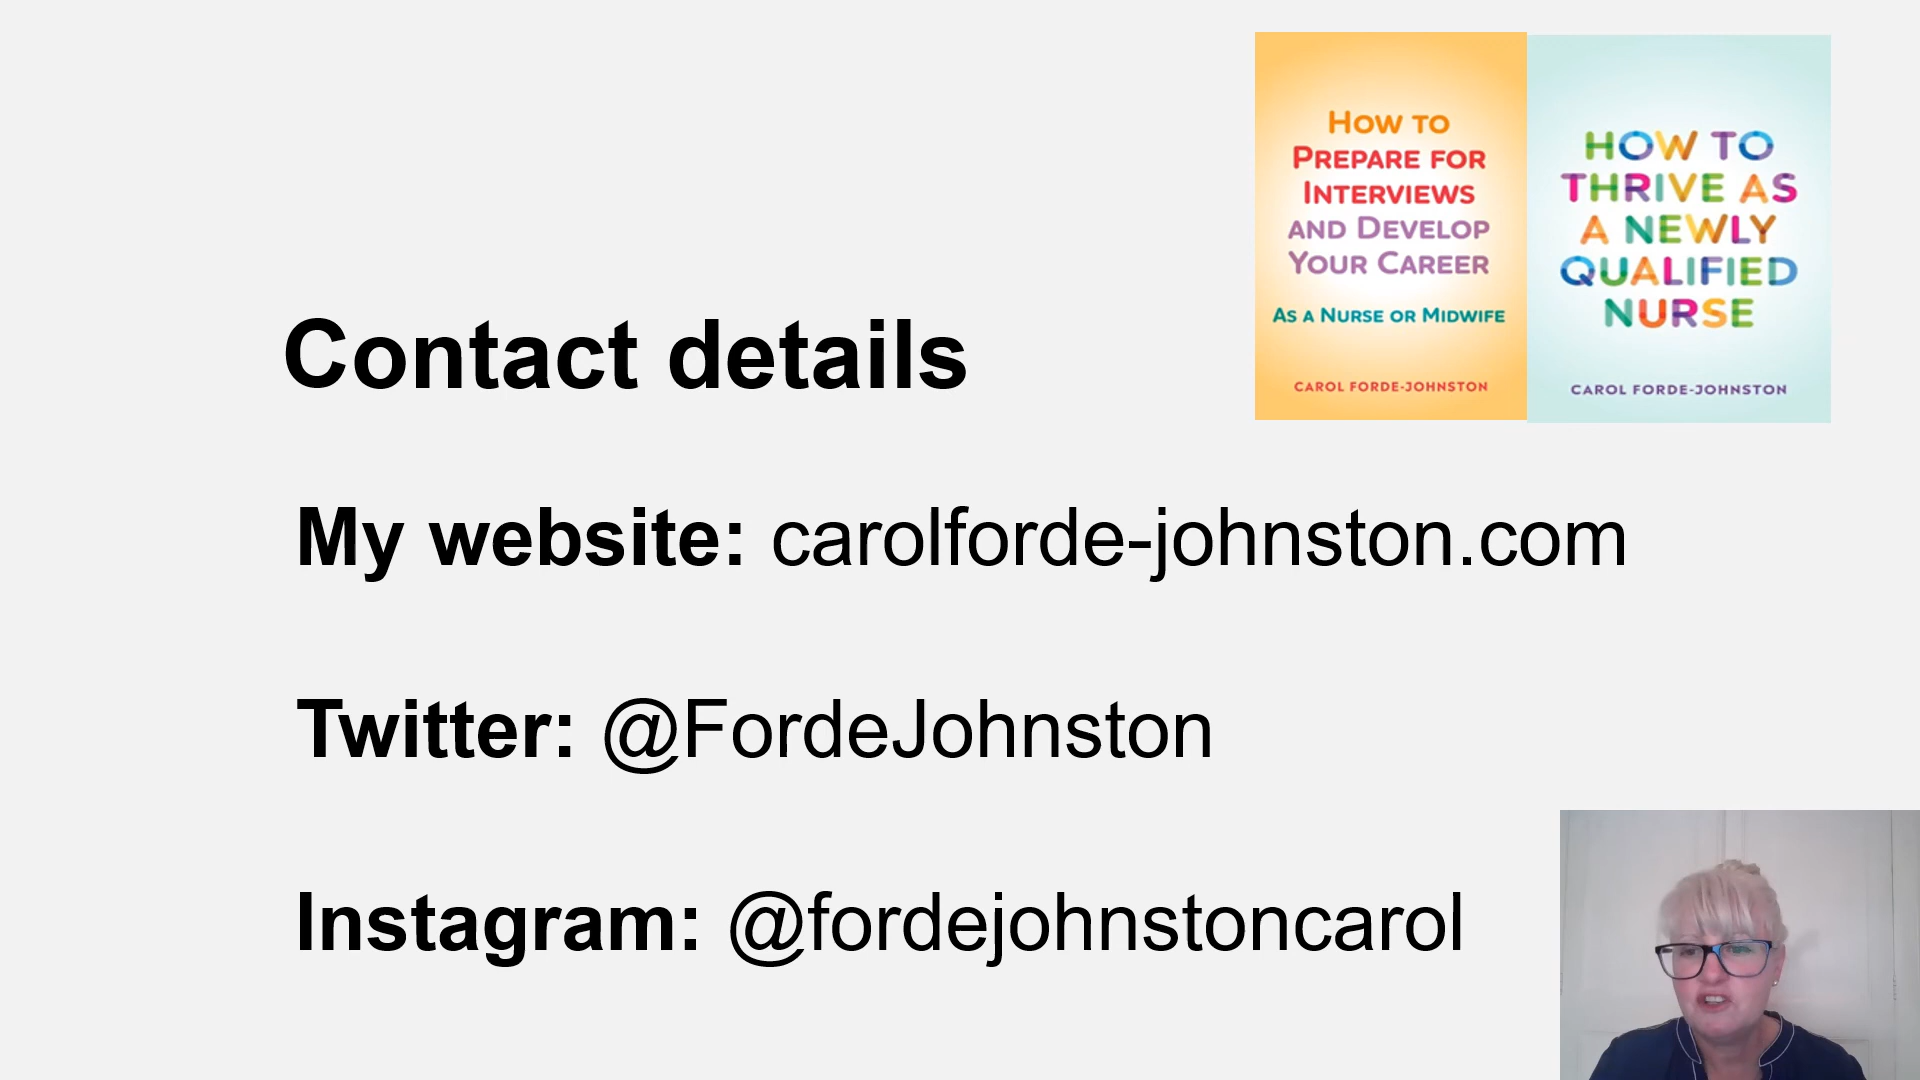 How to
Prepare for
Interviews
and Develop
Your Career
As a Nurse or Midwife
Carol Forde-Johnston
HOW TO
THRIVE AS
A NEWLY
QUALIFIED
NURSE
CAROL FORDE-JOHNSTON
Contact details
My website: carolforde-johnston.com
Twitter: @FordeJohnston
Instagram: @fordejohnstoncarol